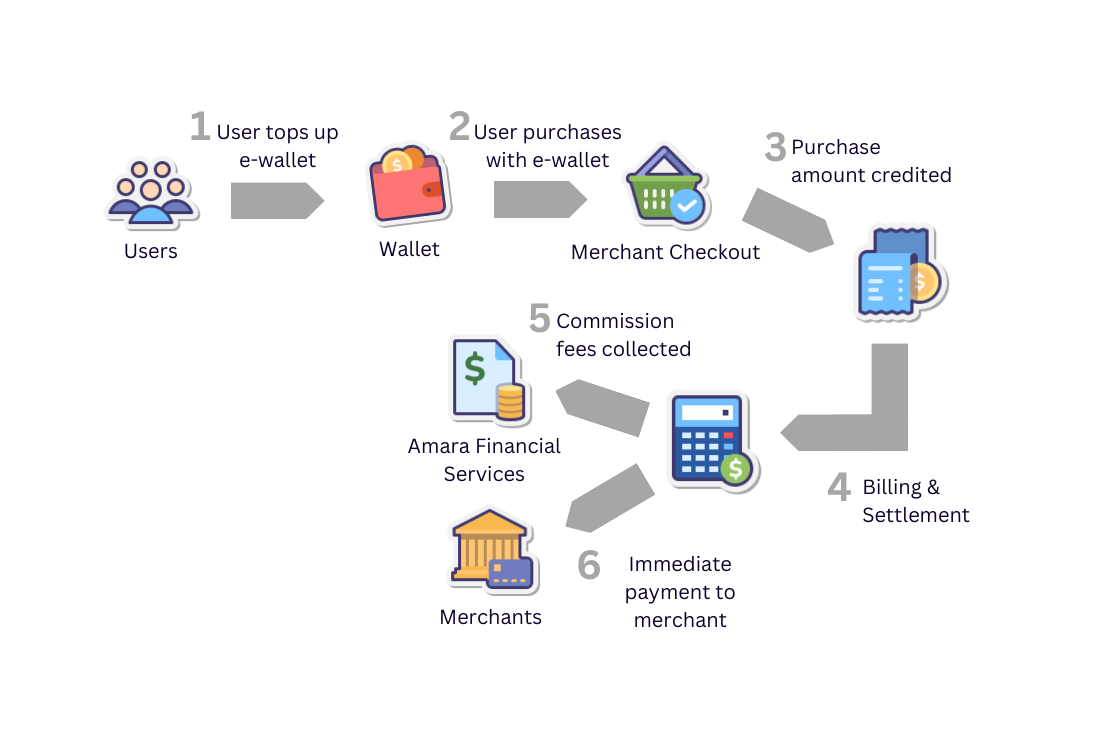 1 User tops up
e-wallet
2 User purchases
with e-wallet
3 Purchase
amount credited
Users
Wallet
Merchant Checkout
5 Commission
fees collected
$
$
$
Amara Financial
Services
$
4 Billing &
Settlement
6 Immediate
payment to
merchant
Merchants